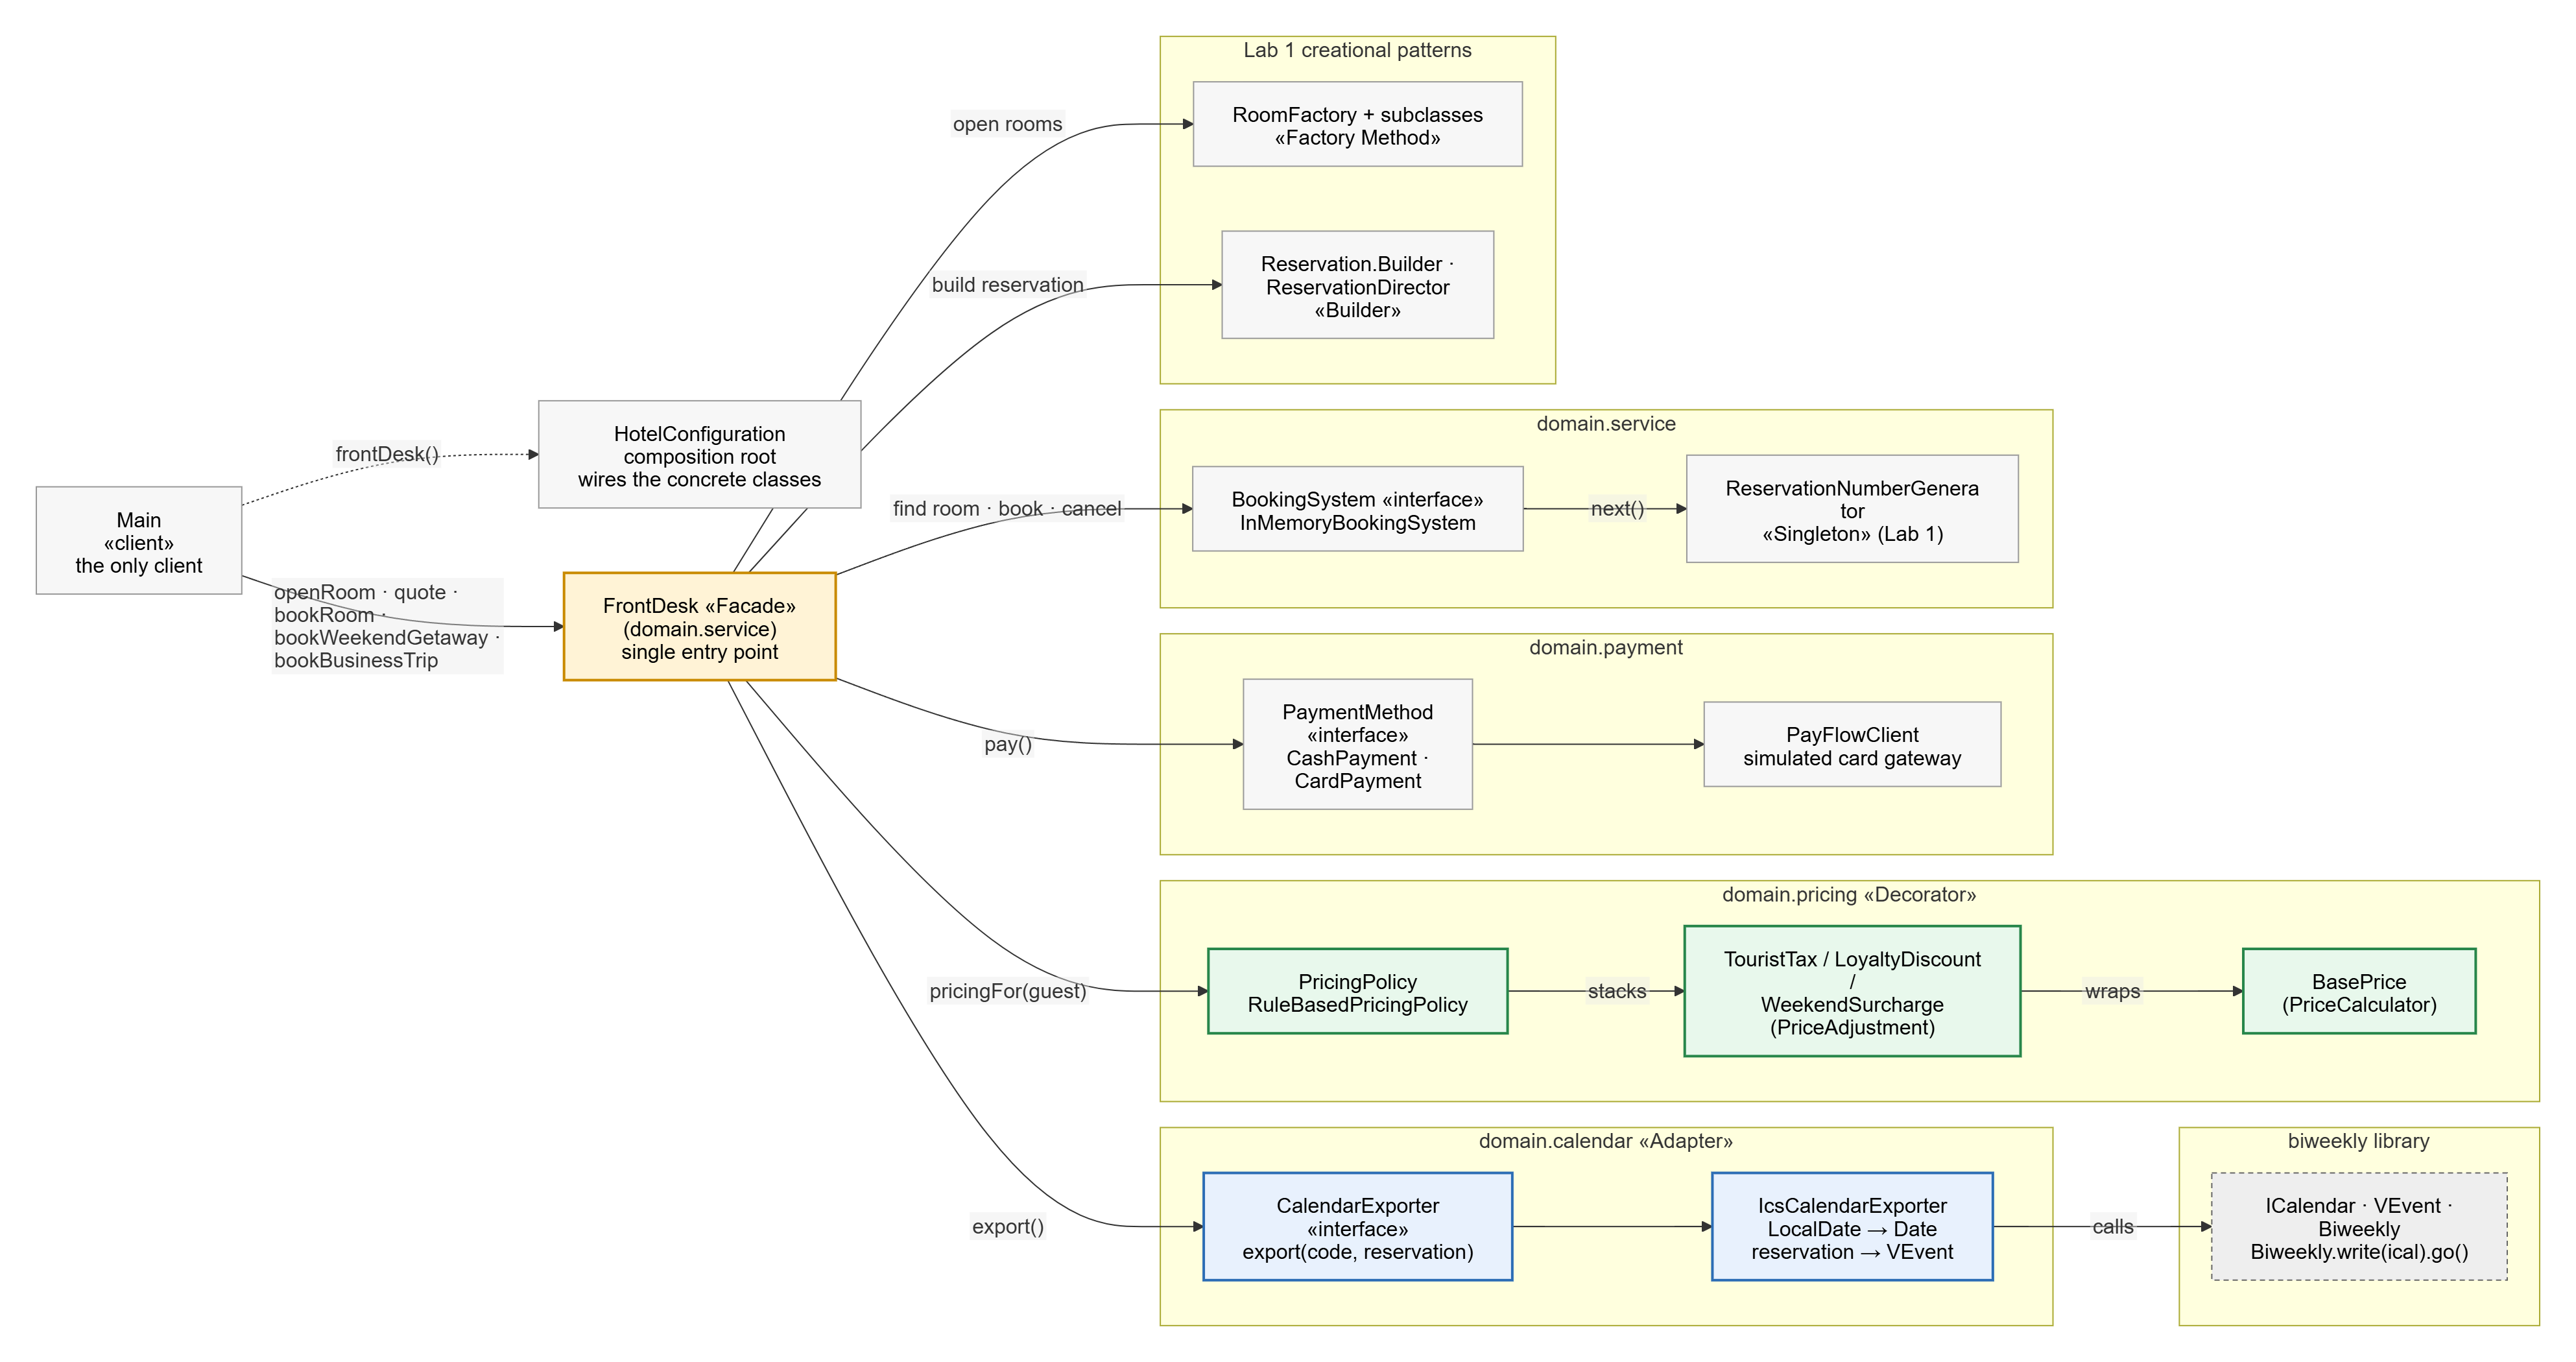 Lab 1 creational patterns
RoomFactory + subclasses
«Factory Method»
open rooms
Reservation.Builder ·
ReservationDirector
«Builder»
build reservation
HotelConfiguration
composition root
wires the concrete classes
frontDesk()
Main
«client»
the only client
openRoom · quote ·
bookRoom ·
bookWeekendGetaway ·
bookBusinessTrip
FrontDesk «Facade»
(domain.service)
single entry point
domain.service
find room · book · cancel
BookingSystem «interface»
InMemoryBookingSystem
next()
ReservationNumberGenera
tor
«Singleton» (Lab 1)
domain.payment
pay()
PaymentMethod
«interface»
CashPayment ·
CardPayment
PayFlowClient
simulated card gateway
domain.pricing «Decorator»
pricingFor(guest)
PricingPolicy
RuleBasedPricingPolicy
stacks
TouristTax / LoyaltyDiscount
/
WeekendSurcharge
(PriceAdjustment)
wraps
BasePrice
(PriceCalculator)
domain.calendar «Adapter»
export()
CalendarExporter
«interface»
export(code, reservation)
IcsCalendarExporter
LocalDate → Date
reservation → VEvent
calls
biweekly library
ICalendar · VEvent ·
Biweekly
Biweekly.write(ical).go()